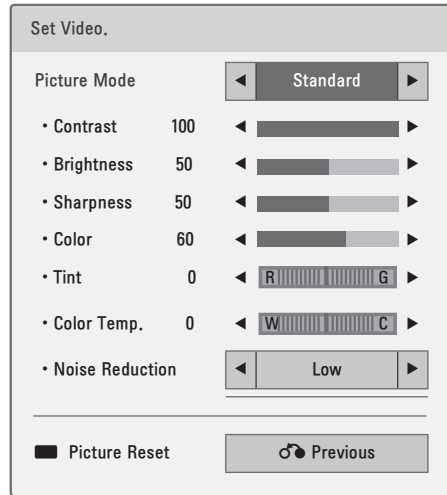 Set Video.
Picture Mode ◀ Standard ▶
• Contrast 100 ◀ ▶
• Brightness 50 ◀ ▶
• Sharpness 50 ◀ ▶
• Color 60 ◀ ▶
• Tint 0 ◀ R G ▶
• Color Temp. 0 ◀ W C ▶
• Noise Reduction ◀ Low ▶
Picture Reset Previous